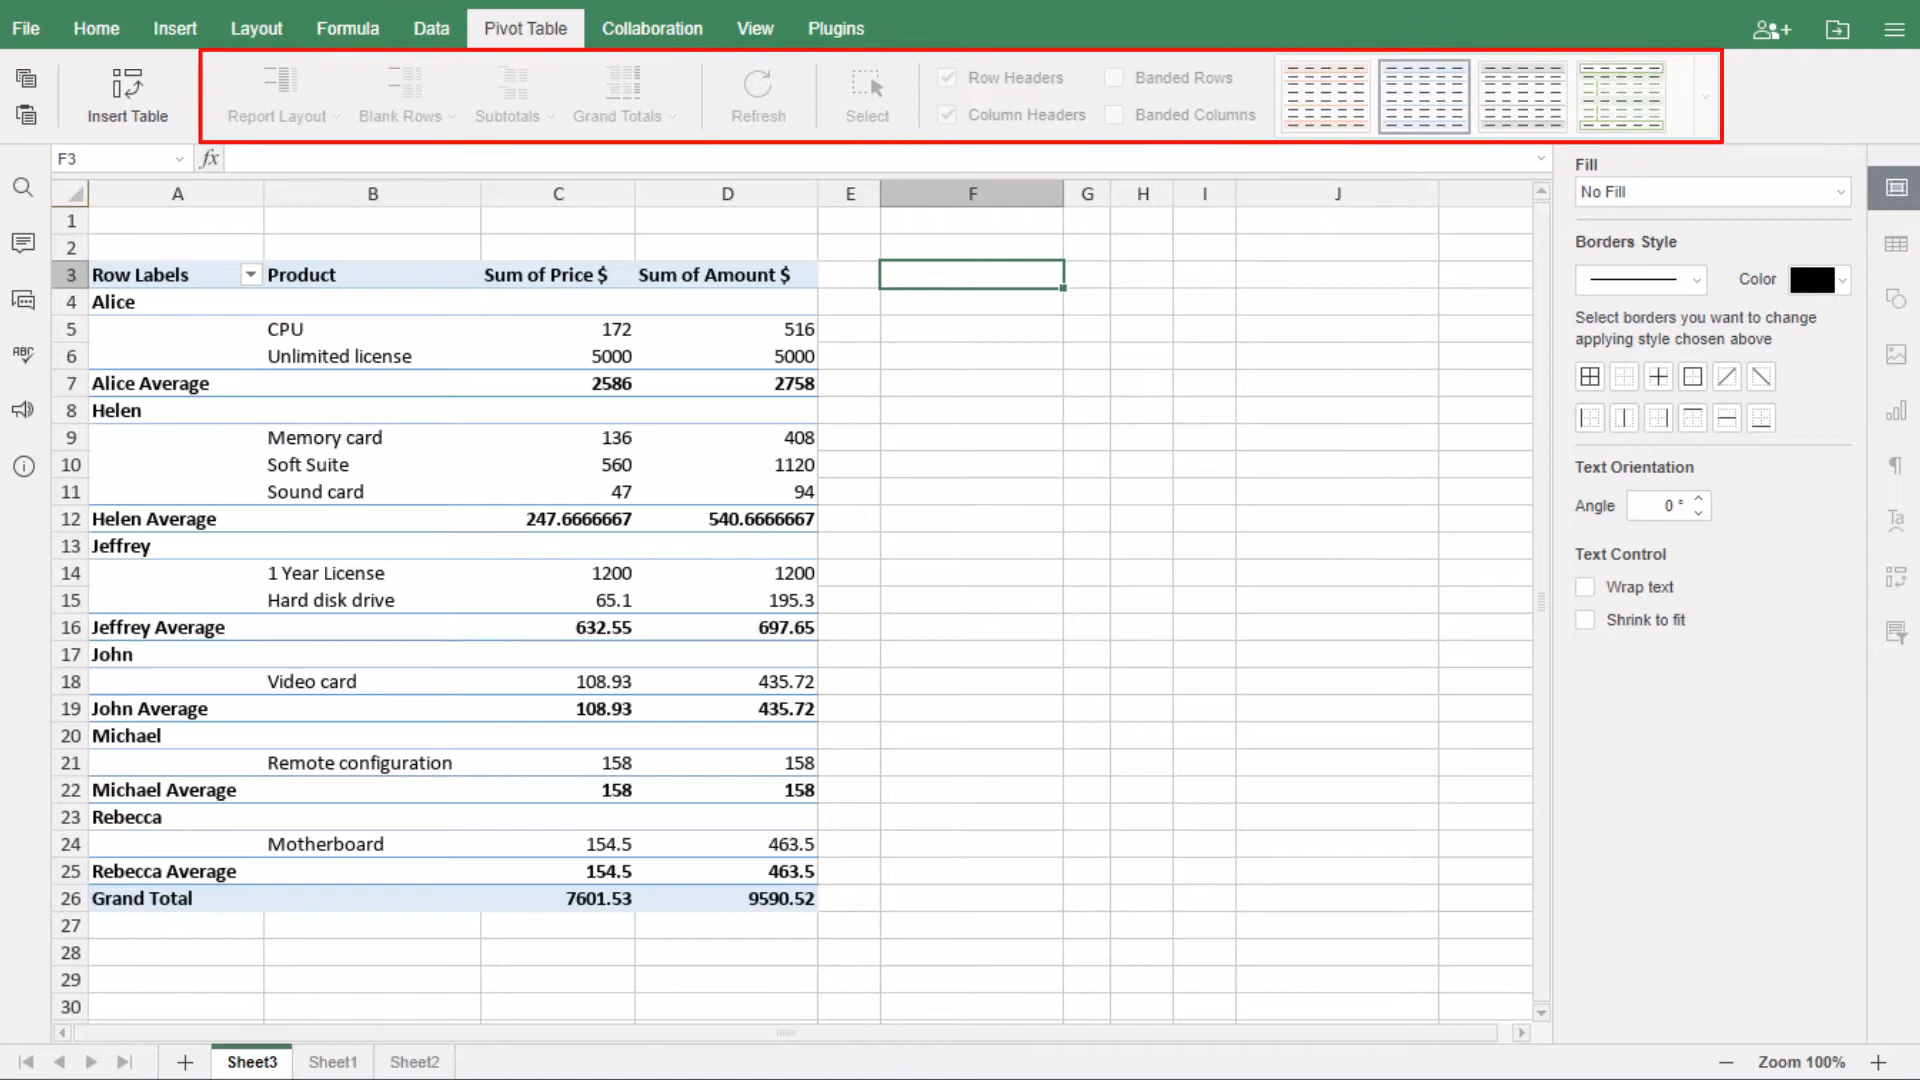 File Home Insert Layout Formula Data Pivot Table Collaboration View Plugins
Insert Table Report Layout Blank Rows Subtotals Grand Totals Refresh Select Row Headers Banded Rows
Column Headers Banded Columns
F3 fx
A B C D E F G H I J
1
2
3 Row Labels Product Sum of Price $ Sum of Amount $
4 Alice
5 CPU 172 516
6 Unlimited license 5000 5000
7 Alice Average 2586 2758
8 Helen
9 Memory card 136 408
10 Soft Suite 560 1120
11 Sound card 47 94
12 Helen Average 247.6666667 540.6666667
13 Jeffrey
14 1 Year License 1200 1200
15 Hard disk drive 65.1 195.3
16 Jeffrey Average 632.55 697.65
17 John
18 Video card 108.93 435.72
19 John Average 108.93 435.72
20 Michael
21 Remote configuration 158 158
22 Michael Average 158 158
23 Rebecca
24 Motherboard 154.5 463.5
25 Rebecca Average 154.5 463.5
26 Grand Total 7601.53 9590.52
27
28
29
30
Fill
No Fill
Borders Style
Color
Select borders you want to change
applying style chosen above
Text Orientation
Angle 0 °
Text Control
Wrap text
Shrink to fit
ABC
Ta
Sheet3 Sheet1 Sheet2
Zoom 100%